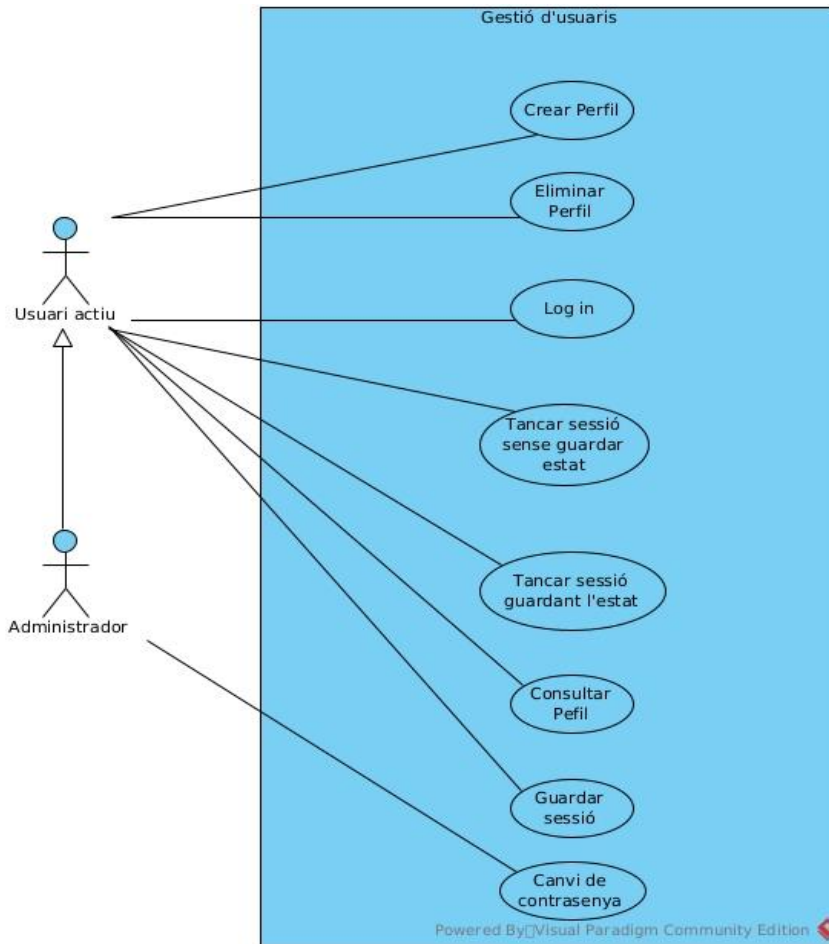 Gestió d'usuaris
Crear Perfil
Eliminar
Perfil
Usuari actiu
Log in
Tancar sessió
sense guardar
estat
Tancar sessió
guardant l'estat
Administrador
Consultar
Pefil
Guardar
sessió
Canvi de
contrasenya
Powered By Visual Paradigm Community Edition